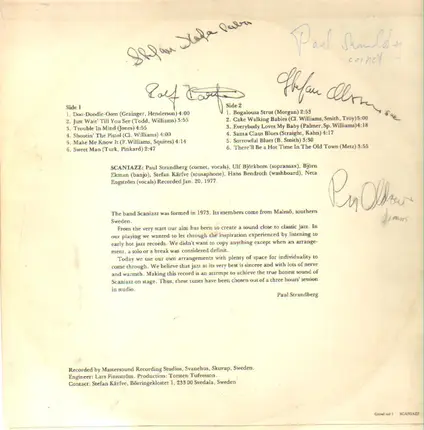 Paul Strandberg
cornet
Stefan Kärfve
Side 1
1. Doo-Doodle-Oom (Grainger, Henderson) 4:00
2. Just Wait' Till You See (Todd, Williams) 3:55
3. Trouble In Mind (Jones) 4:55
4. Shootin' The Pistol (Cl. Williams) 4:00
5. Make Me Know It (F. Williams, Squires) 4:14
6. Sweet Man (Turk, Pinkard) 2:47
Side 2
1. Bogalousa Strut (Morgan) 2:53
2. Cake Walking Babies (Cl. Williams, Smith, Troy) 5:00
3. Everybody Loves My Baby (Palmer, Sp. Williams) 4:18
4. Santa Claus Blues (Straight, Kahn) 4:17
5. Sorrowful Blues (B. Smith) 3:50
6. There'll Be a Hot Time In The Old Town (Metz) 3:55
SCANIAZZ: Paul Strandberg (cornet, vocals), Ulf Björkbom (sopransax), Björn
Ekman (banjo), Stefan Kärfve (sousaphone), Hans Bendroth (washboard), Neta
Engström (vocals) Recorded Jan. 20, 1977.
The band Scaniazz was formed in 1973. Its members come from Malmö, southern
Sweden.
From the very start our aim has been to create a sound close to classic jazz. In
our playing we wanted to let through the inspiration experienced by listening to
early hot jazz records. We didn't want to copy anything except when an arrange-
ment, a solo or a break was considered definit.
Today we use our own arrangements with plenty of space for individuality to
come through. We believe that jazz at its very best is sincere and with lots of nerve
and warmth. Making this record is an attempt to achieve the true honest sound of
Scaniazz on stage. Thus, these tunes have been chosen out of a three hours' session
in studio.
Paul Strandberg
Recorded by Mastersound Recording Studios, Svaneholm, Skurup, Sweden.
Engineer: Lars Finnström. Production: Torsten Tufvesson.
Contact: Stefan Kärfve, Böringekloster 1, 233 00 Svedala, Sweden